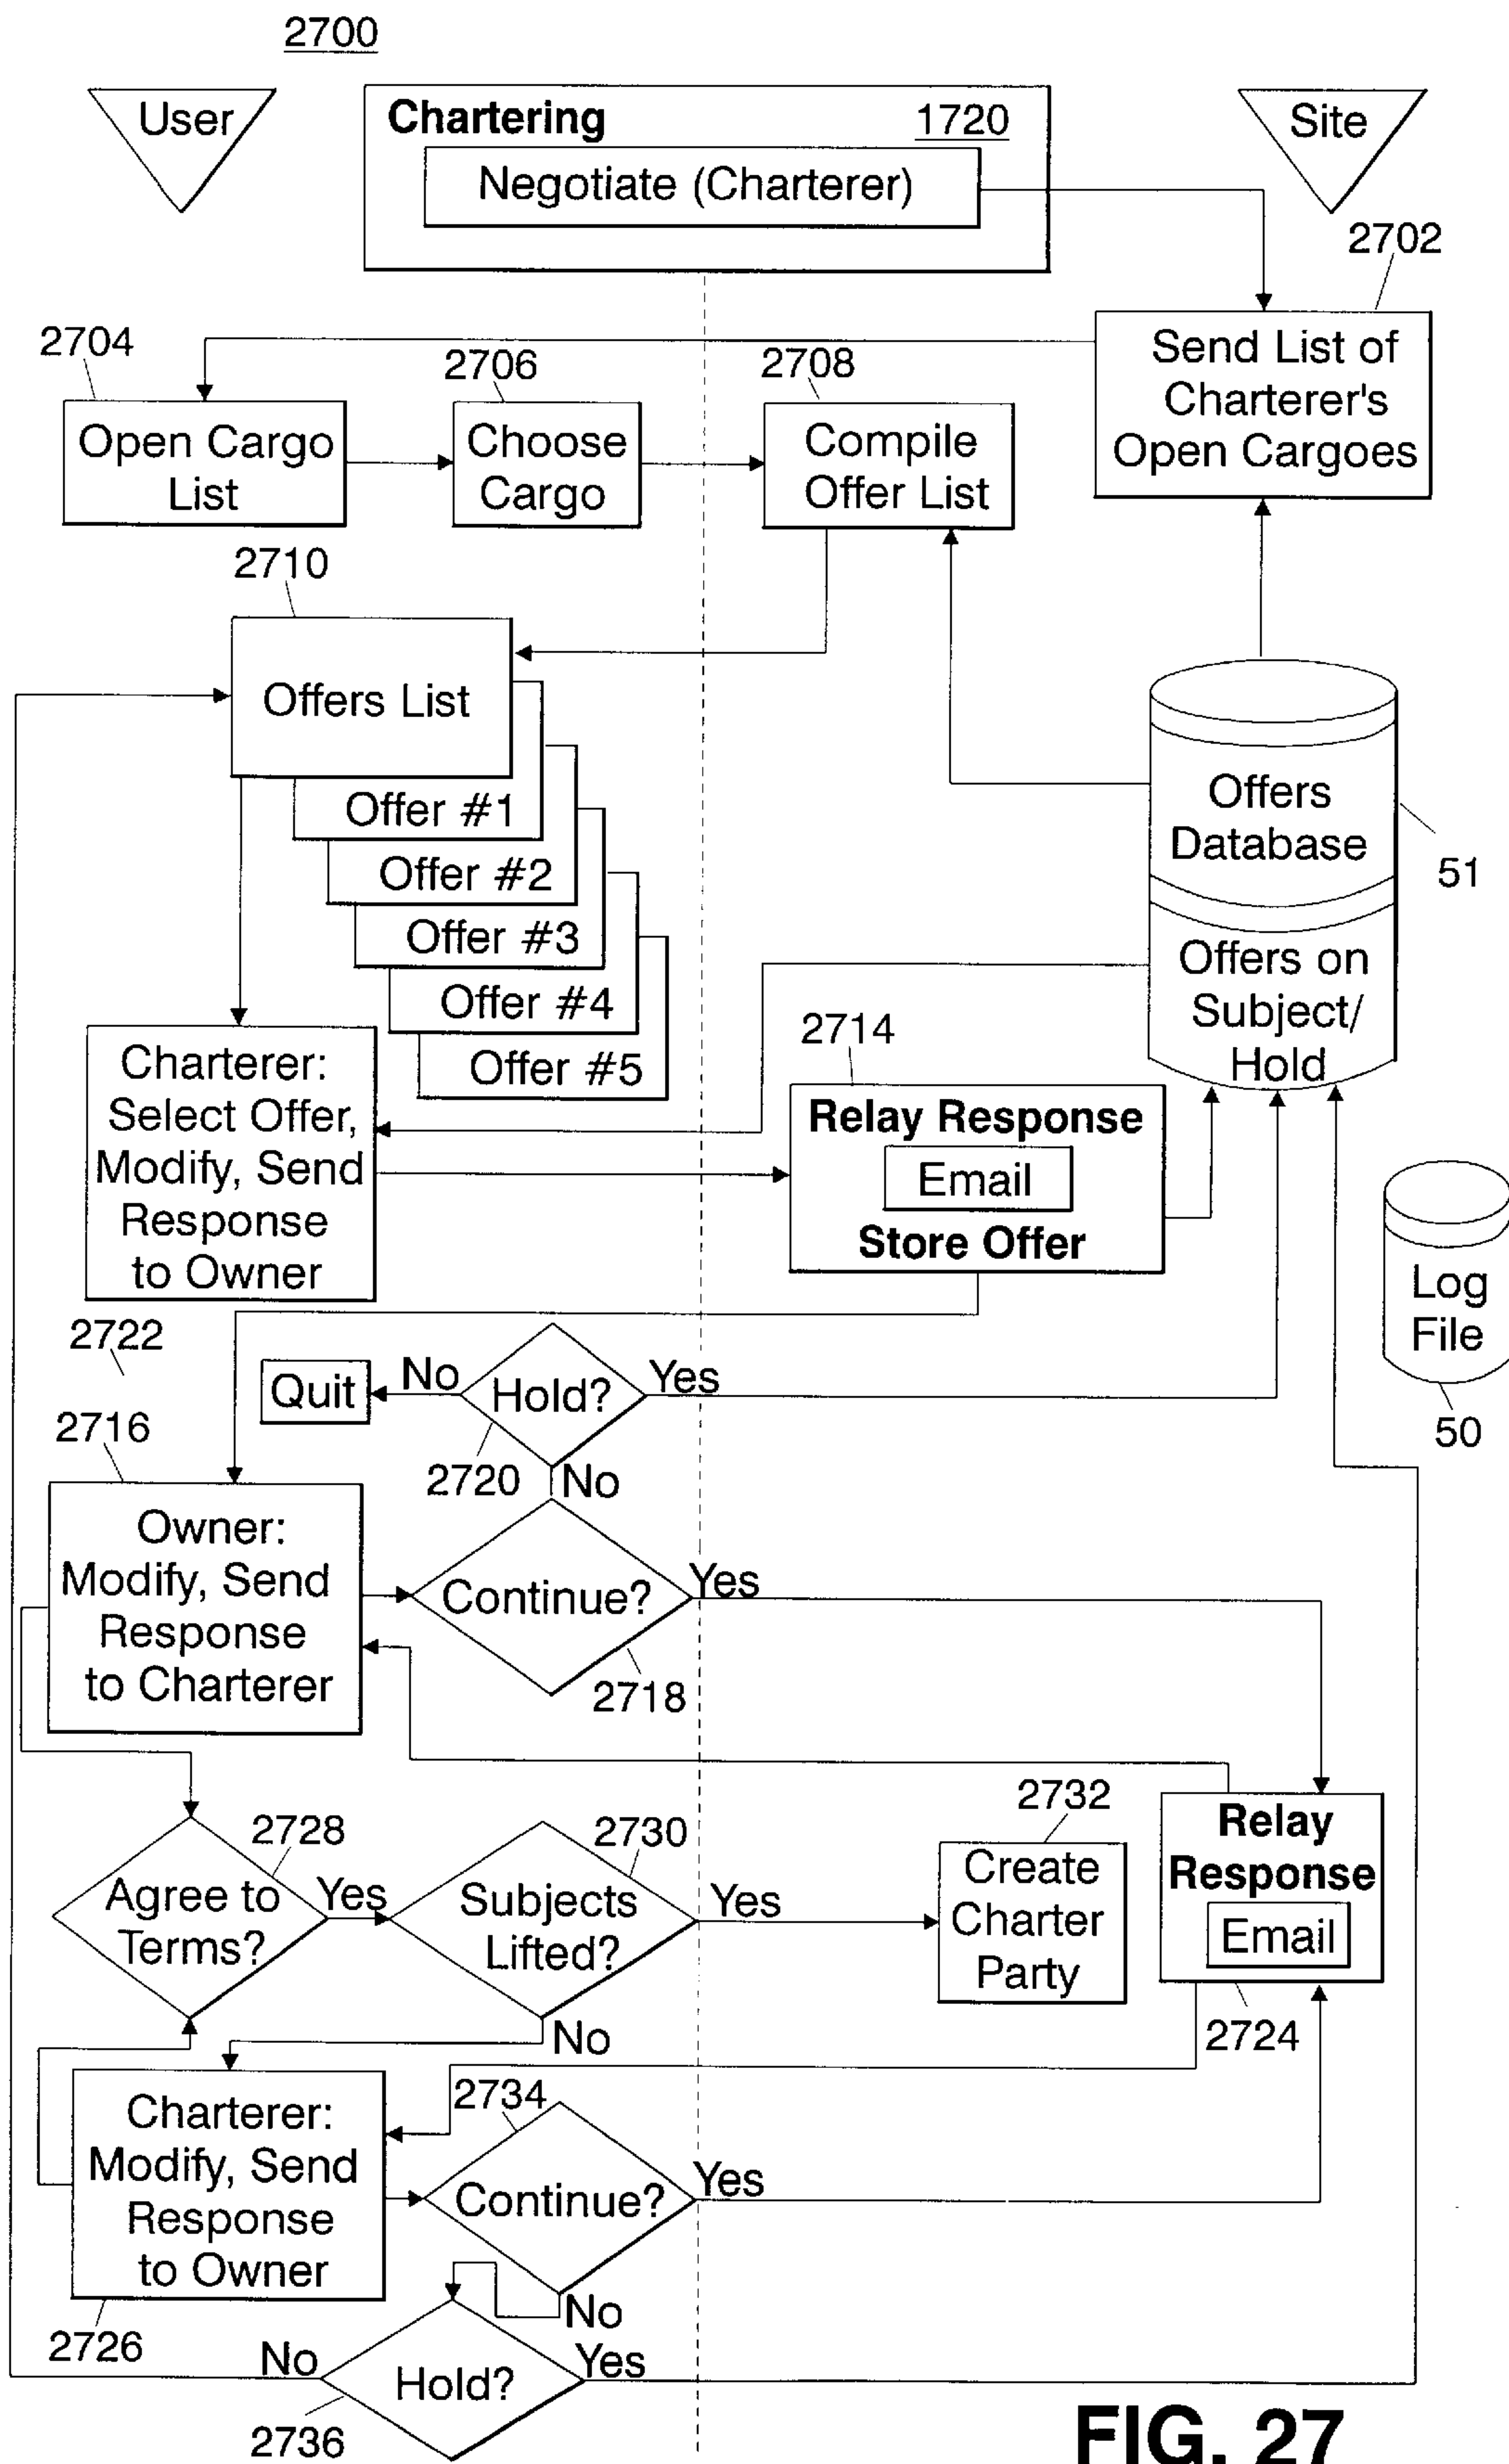 2700
User
Chartering
1720
Site
Negotiate (Charterer)
2702
Send List of
Charterer's
Open Cargoes
2704
2706
2708
Open Cargo
List
Choose
Cargo
Compile
Offer List
2710
Offers List
Offer #1
Offer #2
Offer #3
Offer #4
Offer #5
Offers
Database
51
Offers on
Subject/
Hold
Charterer:
Select Offer,
Modify, Send
Response
to Owner
2714
Relay Response
Email
Store Offer
Log
File
50
2722
Quit
No
Hold?
Yes
2720
No
2716
Owner:
Modify, Send
Response
to Charterer
Continue?
Yes
2718
2728
Agree to
Terms?
Yes
2730
Subjects
Lifted?
Yes
No
2732
Create
Charter
Party
Relay
Response
Email
2724
Charterer:
Modify, Send
Response
to Owner
2734
Continue?
Yes
No
2726
No
Hold?
Yes
2736
FIG. 27